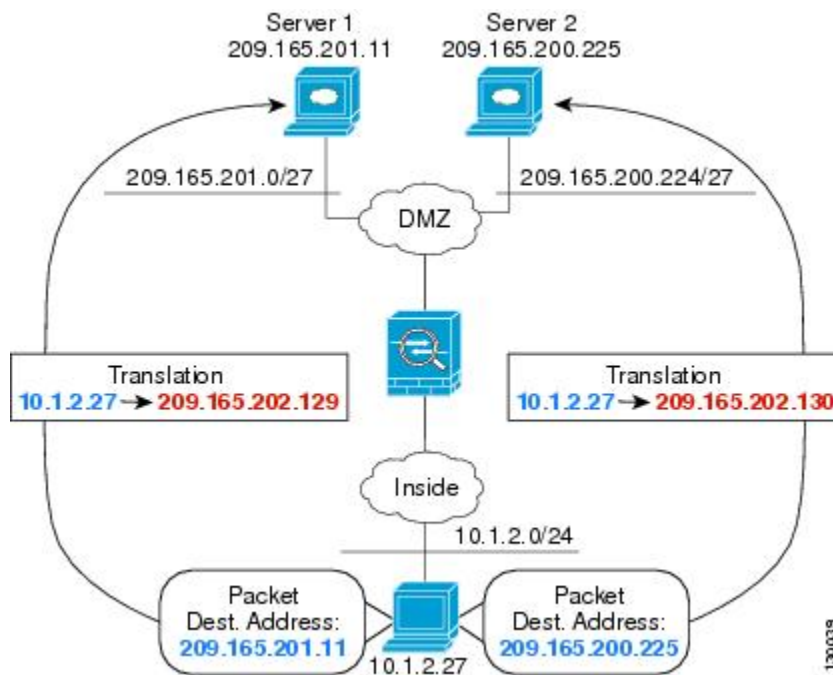 Server 1
209.165.201.11
Server 2
209.165.200.225
209.165.201.0/27
209.165.200.224/27
DMZ
Translation
10.1.2.27 → 209.165.202.129
Translation
10.1.2.27 → 209.165.202.130
Inside
10.1.2.0/24
Packet
Dest. Address:
209.165.201.11
Packet
Dest. Address:
209.165.200.225
10.1.2.27
130039